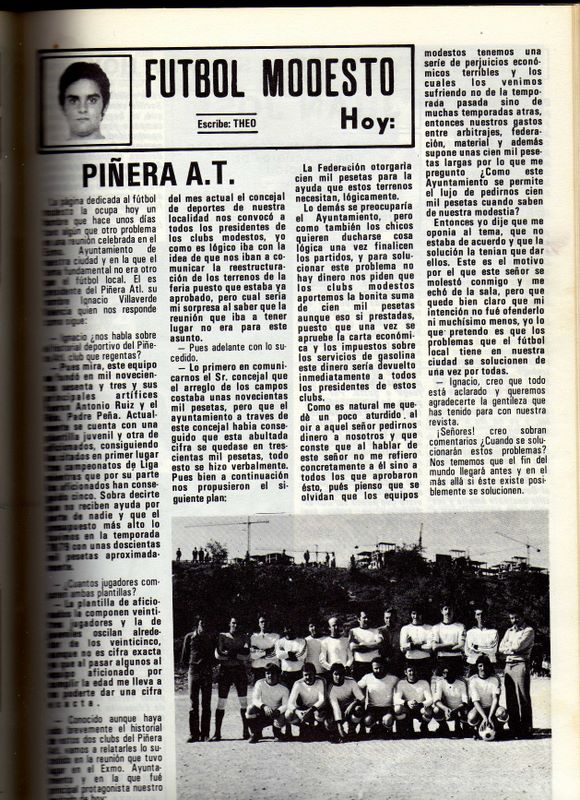 FUTBOL MODESTO
Escribe: THEO
Hoy:
PIÑERA A.T.
página dedicada al fútbol
modesto la ocupa hoy un
hombre que hace unos días
algún que otro problema
una reunión celebrada en el
Exmo. Ayuntamiento de
ciudad y en la que el
fundamental no era otro
el fútbol local. El es
presidente del Piñera Atl. su
Ignacio Villaverde
quien nos responde
como sigue:
— Ignacio ¿nos habla sobre
historial deportivo del
Atl. club que regentas?
— Pues mira, este equipo
fundó en mil novecien-
sesenta y tres y sus
principales artífices
Antonio Ruiz y el
Padre Peña. Actual-
se cuenta con una
plantilla juvenil y otra de
consiguiendo
en primer lugar
campeonatos de Liga
que por su parte
aficionados han conse-
cinco. Sobra decirte
no reciben ayuda por
de nadie y que el
más alto lo
en la temporada
con unas doscientas
mil pesetas aproximada-
— ¿Cuantos jugadores com-
ambas plantillas?
— La plantilla de aficio-
la componen veinti-
jugadores y la de
oscilan alrede-
de los veinticinco,
no es cifra exacta
que al pasar algunos al
aficionado por
la edad me lleva a
poderte dar una cifra
exacta.
— Conocido aunque haya
brevemente el historial
dos clubs del Piñera
vamos a relatarles lo su-
en la reunión que tuvo
en el Exmo. Ayunta-
y en la que fué
principal protagonista nuestro
hoy:
del mes actual el concejal
de deportes de nuestra
localidad nos convocó a
todos los presidentes de
los clubs modestos, yo
como es lógico iba con la
idea de que nos iban a co-
municar la reestructura-
ción de los terrenos de la
feria puesto que estaba ya
aprobado, pero cual sería
mi sorpresa al saber que la
reunión que iba a tener
lugar no era para este
asunto.
— Pues adelante con lo su-
cedido.
— Lo primero en comuni-
carnos el Sr. concejal que
el arreglo de los campos
costaba unas novecientas
mil pesetas, pero que el
ayuntamiento a través de
este concejal había conse-
guido que esta abultada
cifra se quedase en tres-
cientas mil pesetas, todo
esto se hizo verbalmente.
Pues bien a continuación
nos propusieron el si-
guiente plan:
La Federación otorgaría
cien mil pesetas para la
ayuda que estos terrenos
necesitan, lógicamente.
Lo demás se preocuparía
el Ayuntamiento, pero
como también los chicos
quieren ducharse cosa
lógica una vez finalicen
los partidos, y para solu-
cionar este problema no
hay dinero nos piden que
los clubs modestos
aportemos la bonita suma
de cien mil pesetas
aunque eso si prestadas,
puesto que una vez se
apruebe la carta económi-
ca y los impuestos sobre
los servicios de gasolina
este dinero sería devuelto
inmediatamente a todos
los presidentes de estos
clubs.
Como es natural me que-
dè un poco aturdido al
oir a aquel señor pedirnos
dinero a nosotros y que
conste que al hablar de
este señor no me refiero
concretamente a él sino a
todos los que aprobaron
ésto, pués pienso que se
olvidan que los equipos
modestos tenemos una
seríe de perjuicios econó-
micos terribles y los
cuales los venimos
sufriendo no de la tempo-
rada pasada sino de
muchas temporadas atras,
entonces nuestros gastos
entre arbitrajes, federa-
ción, material y además
supone unas cien mil pese-
tas largas por lo que me
pregunto ¿Como este
Ayuntamiento se permite
el lujo de pedirnos cien
mil pesetas cuando saben
de nuestra modestia?
Entonces yo dije que me
oponia al tema, que no
estaba de acuerdo y que la
solución la tenian que dar
ellos. Este es el motivo
por el que este señor se
molestó conmigo y me
echó de la sala, pero que
quede bien claro que mi
intención no fué ofenderlo
ni muchísimo menos, yo lo
que pretendo es que los
problemas que el fútbol
local tiene en nuestra
ciudad se solucionen de
una vez por todas.
— Ignacio, creo que todo
está aclarado y queremos
agradecerte la gentileza que
has tenido para con nuestra
revista.
¡Señores! creo sobran
comentarios ¿Cuando se solu-
cionarán estos problemas?
Nos tememos que el fin del
mundo llegará antes y en el
más allá si éste existe posi-
blemente se solucionen.